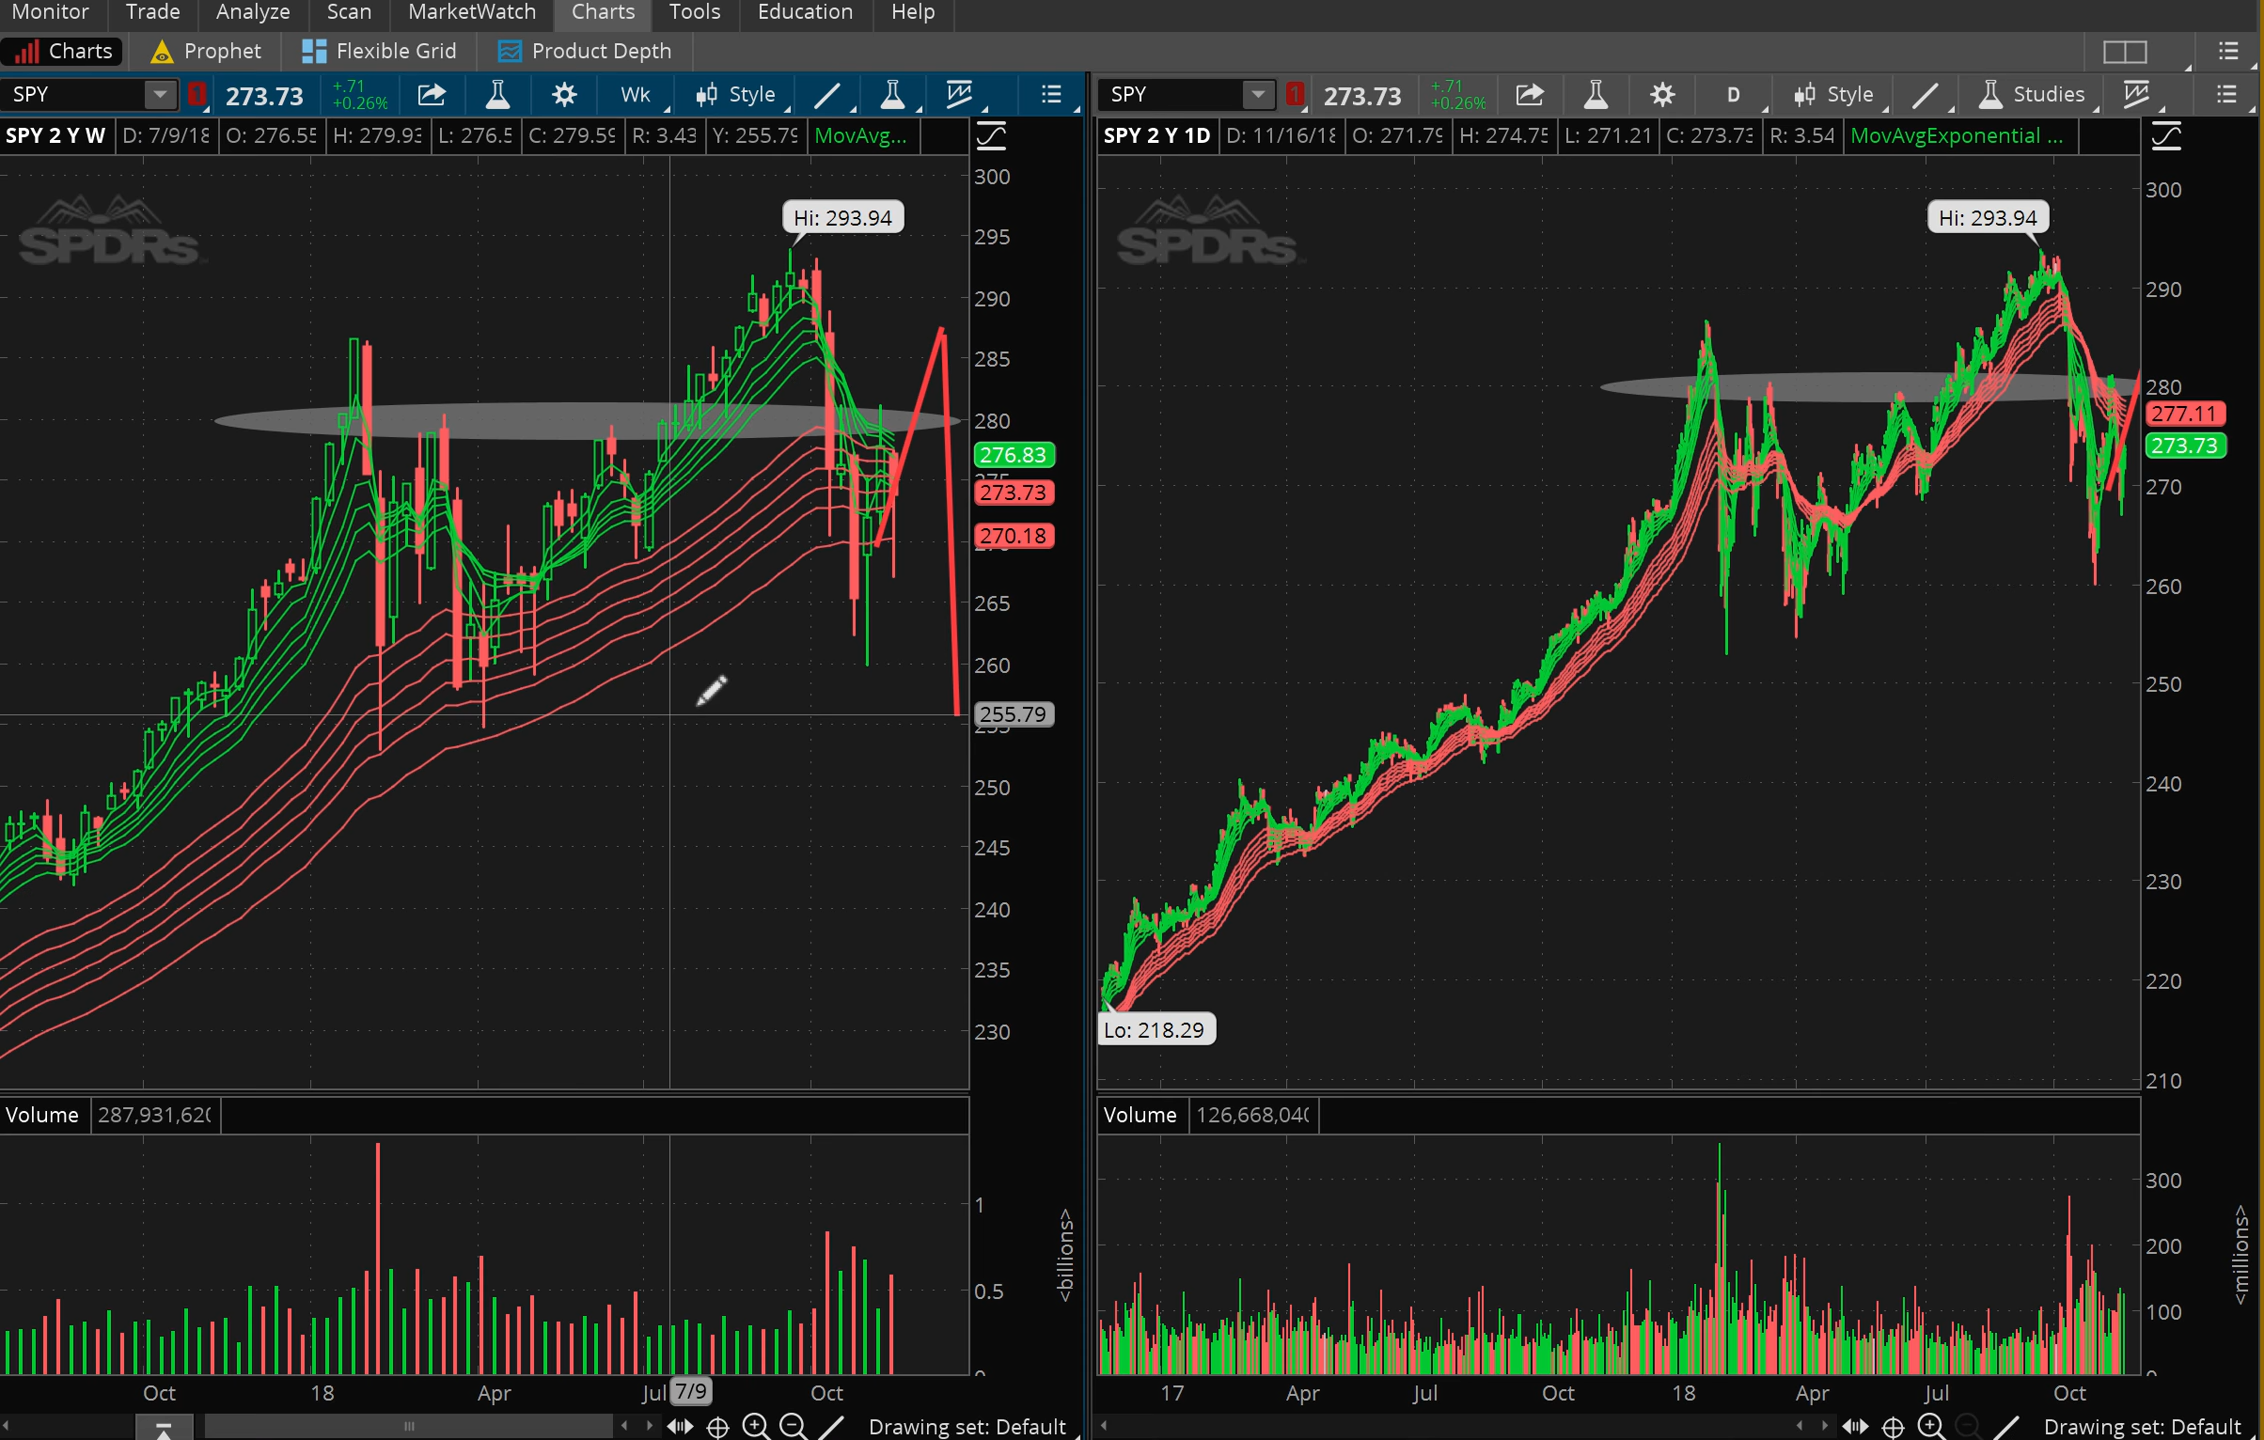 Monitor Trade Analyze Scan MarketWatch Charts Tools Education Help
Charts Prophet Flexible Grid Product Depth
SPY 1 273.73 +.71 +0.26% Wk Style
SPY 2 Y W D: 7/9/18 O: 276.55 H: 279.93 L: 276.5 C: 279.59 R: 3.43 Y: 255.79 MovAvg...
SPDRs
Hi: 293.94
300
295
290
285
280
276.83
273.73
270.18
265
260
255.79
255
250
245
240
235
230
Volume 287,931,620
1
0.5
0
<billions>
Oct 18 Apr Jul 7/9 Oct
Drawing set: Default
SPY 1 273.73 +.71 +0.26% D Style Studies
SPY 2 Y 1D D: 11/16/18 O: 271.79 H: 274.75 L: 271.21 C: 273.73 R: 3.54 MovAvgExponential ...
SPDRs
Hi: 293.94
Lo: 218.29
300
290
280
277.11
273.73
270
260
250
240
230
220
210
Volume 126,668,040
300
200
100
0
<millions>
17 Apr Jul Oct 18 Apr Jul Oct
Drawing set: Default